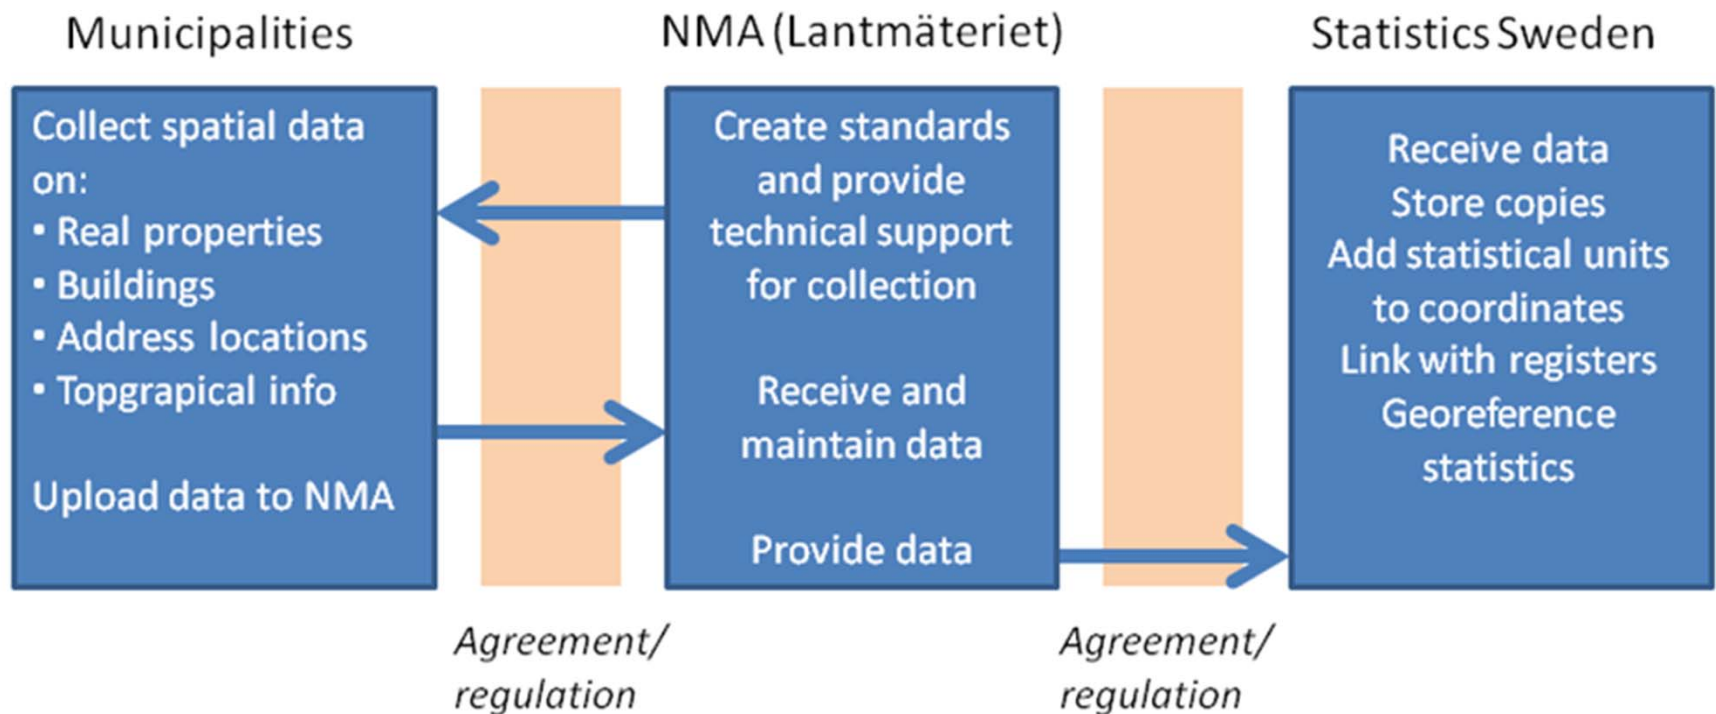 Municipalities
Collect spatial data
on:
• Real properties
• Buildings
• Address locations
• Topgrapical info
Upload data to NMA
Agreement/
regulation
NMA (Lantmäteriet)
Create standards
and provide
technical support
for collection
Receive and
maintain data
Provide data
Agreement/
regulation
Statistics Sweden
Receive data
Store copies
Add statistical units
to coordinates
Link with registers
Georeference
statistics